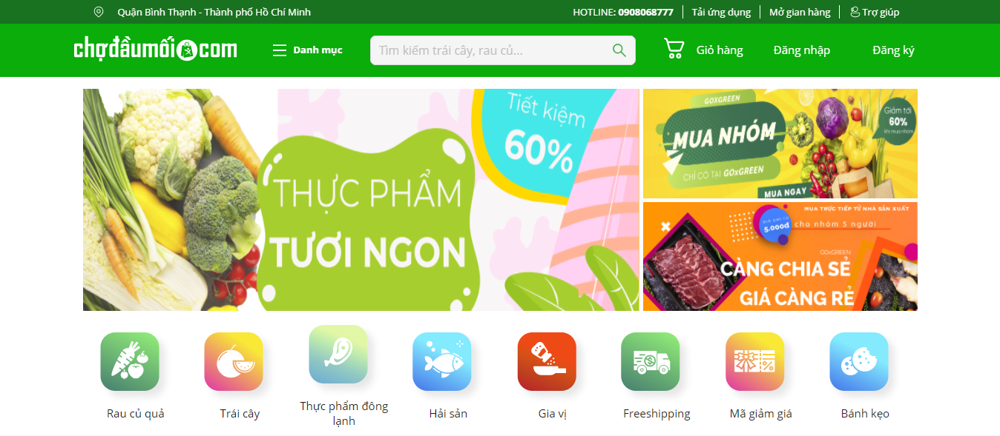 Quận Bình Thạnh - Thành phố Hồ Chí Minh
HOTLINE: 0908068777
Tải ứng dụng
Mở gian hàng
Trợ giúp
chợđầumối.com
Danh mục
Tìm kiếm trái cây, rau củ...
Giỏ hàng
Đăng nhập
Đăng ký
Tiết kiệm
60%
THỰC PHẨM
TƯƠI NGON
GOXGREEN
MUA NHÓM
CHỈ CÓ TẠI GOxGREEN
MUA NGAY
Giảm tới
60%
khi mua nhóm
MUA TRỰC TIẾP TỪ NHÀ SẢN XUẤT
GIÁ CHỈ TỪ
5.000đ
cho nhóm 5 người
GOxGREEN
CÀNG CHIA SẺ
GIÁ CÀNG RẺ
Rau củ quả
Trái cây
Thực phẩm đông
lạnh
Hải sản
Gia vị
Freeshipping
Mã giảm giá
Bánh kẹo